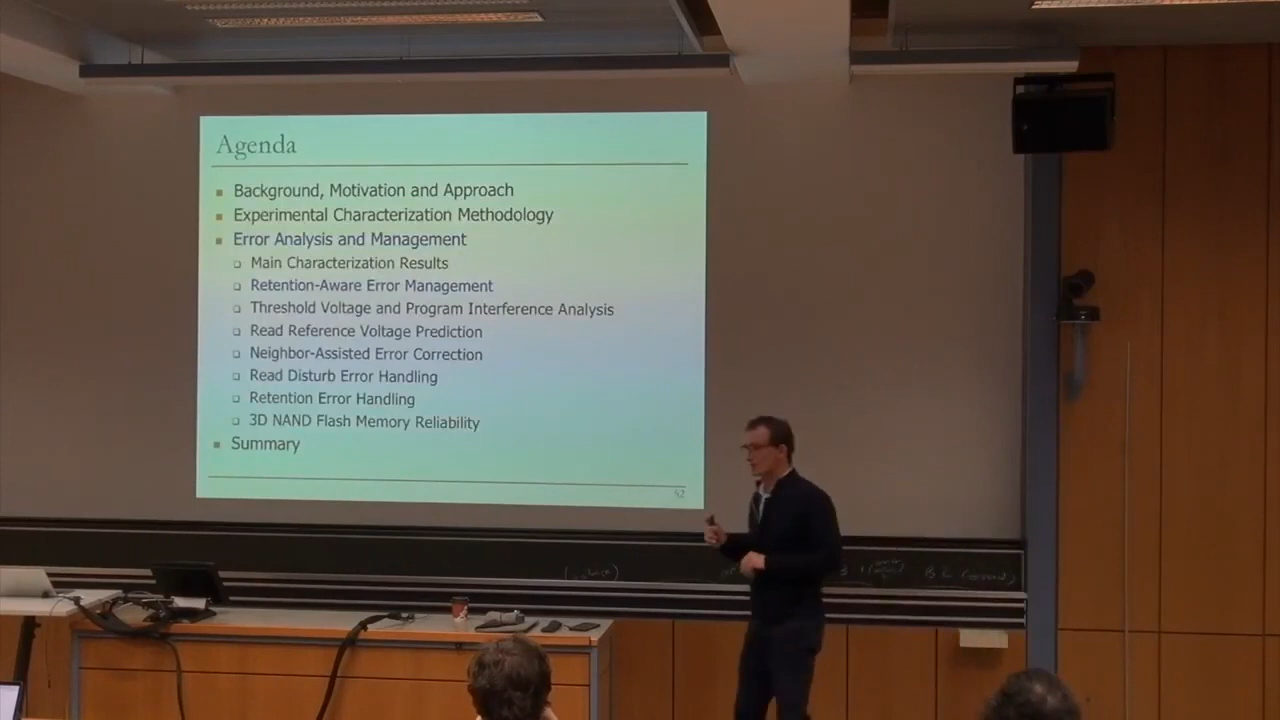 Agenda
Background, Motivation and Approach
Experimental Characterization Methodology
Error Analysis and Management
Main Characterization Results
Retention-Aware Error Management
Threshold Voltage and Program Interference Analysis
Read Reference Voltage Prediction
Neighbor-Assisted Error Correction
Read Disturb Error Handling
Retention Error Handling
3D NAND Flash Memory Reliability
Summary
52